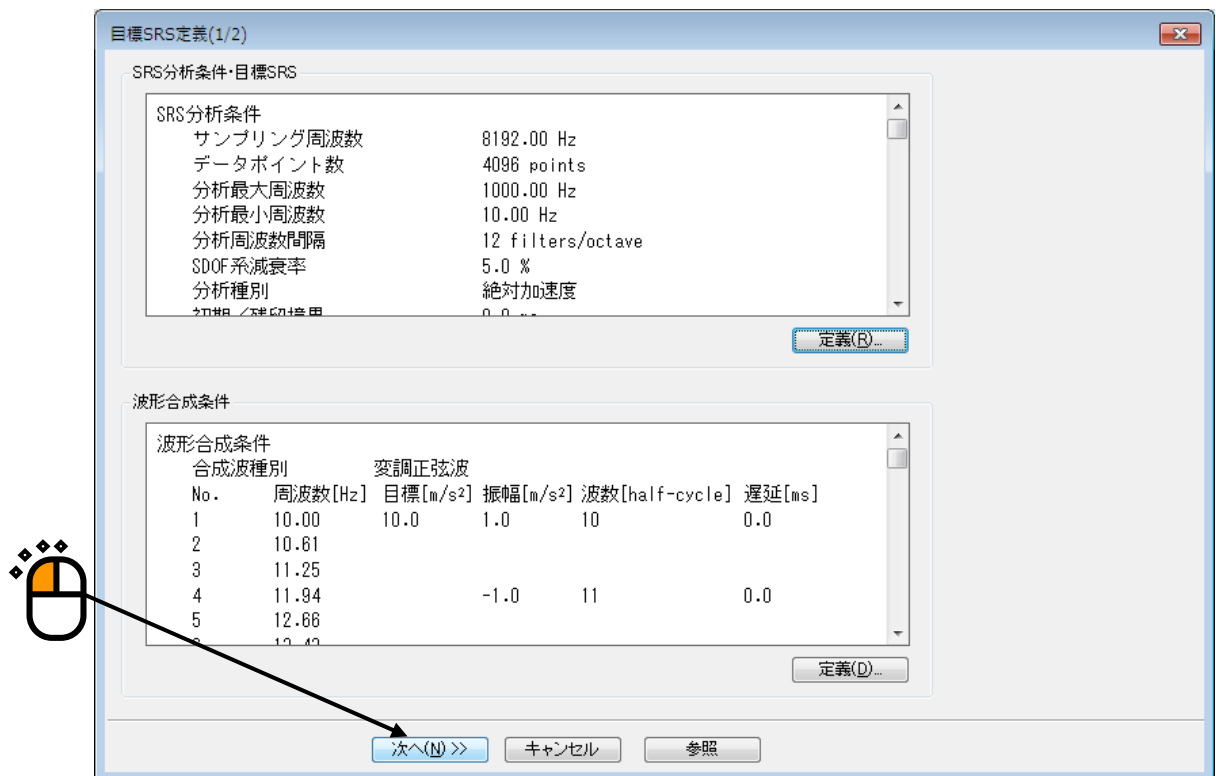 目標SRS定義(1/2)
SRS分析条件・目標SRS
SRS分析条件
サンプリング周波数 8192.00 Hz
データポイント数 4096 points
分析最大周波数 1000.00 Hz
分析最小周波数 10.00 Hz
分析周波数間隔 12 filters/octave
SDOF系減衰率 5.0 %
分析種別 絶対加速度
定義(R)...
波形合成条件
波形合成条件
合成波種別 変調正弦波
No. 周波数[Hz] 目標[m/s²] 振幅[m/s²] 波数[half-cycle] 遅延[ms]
1 10.00 10.0 1.0 10 0.0
2 10.61
3 11.25
4 11.94 -1.0 11 0.0
5 12.66
定義(D)...
次へ(N) >> キャンセル 参照